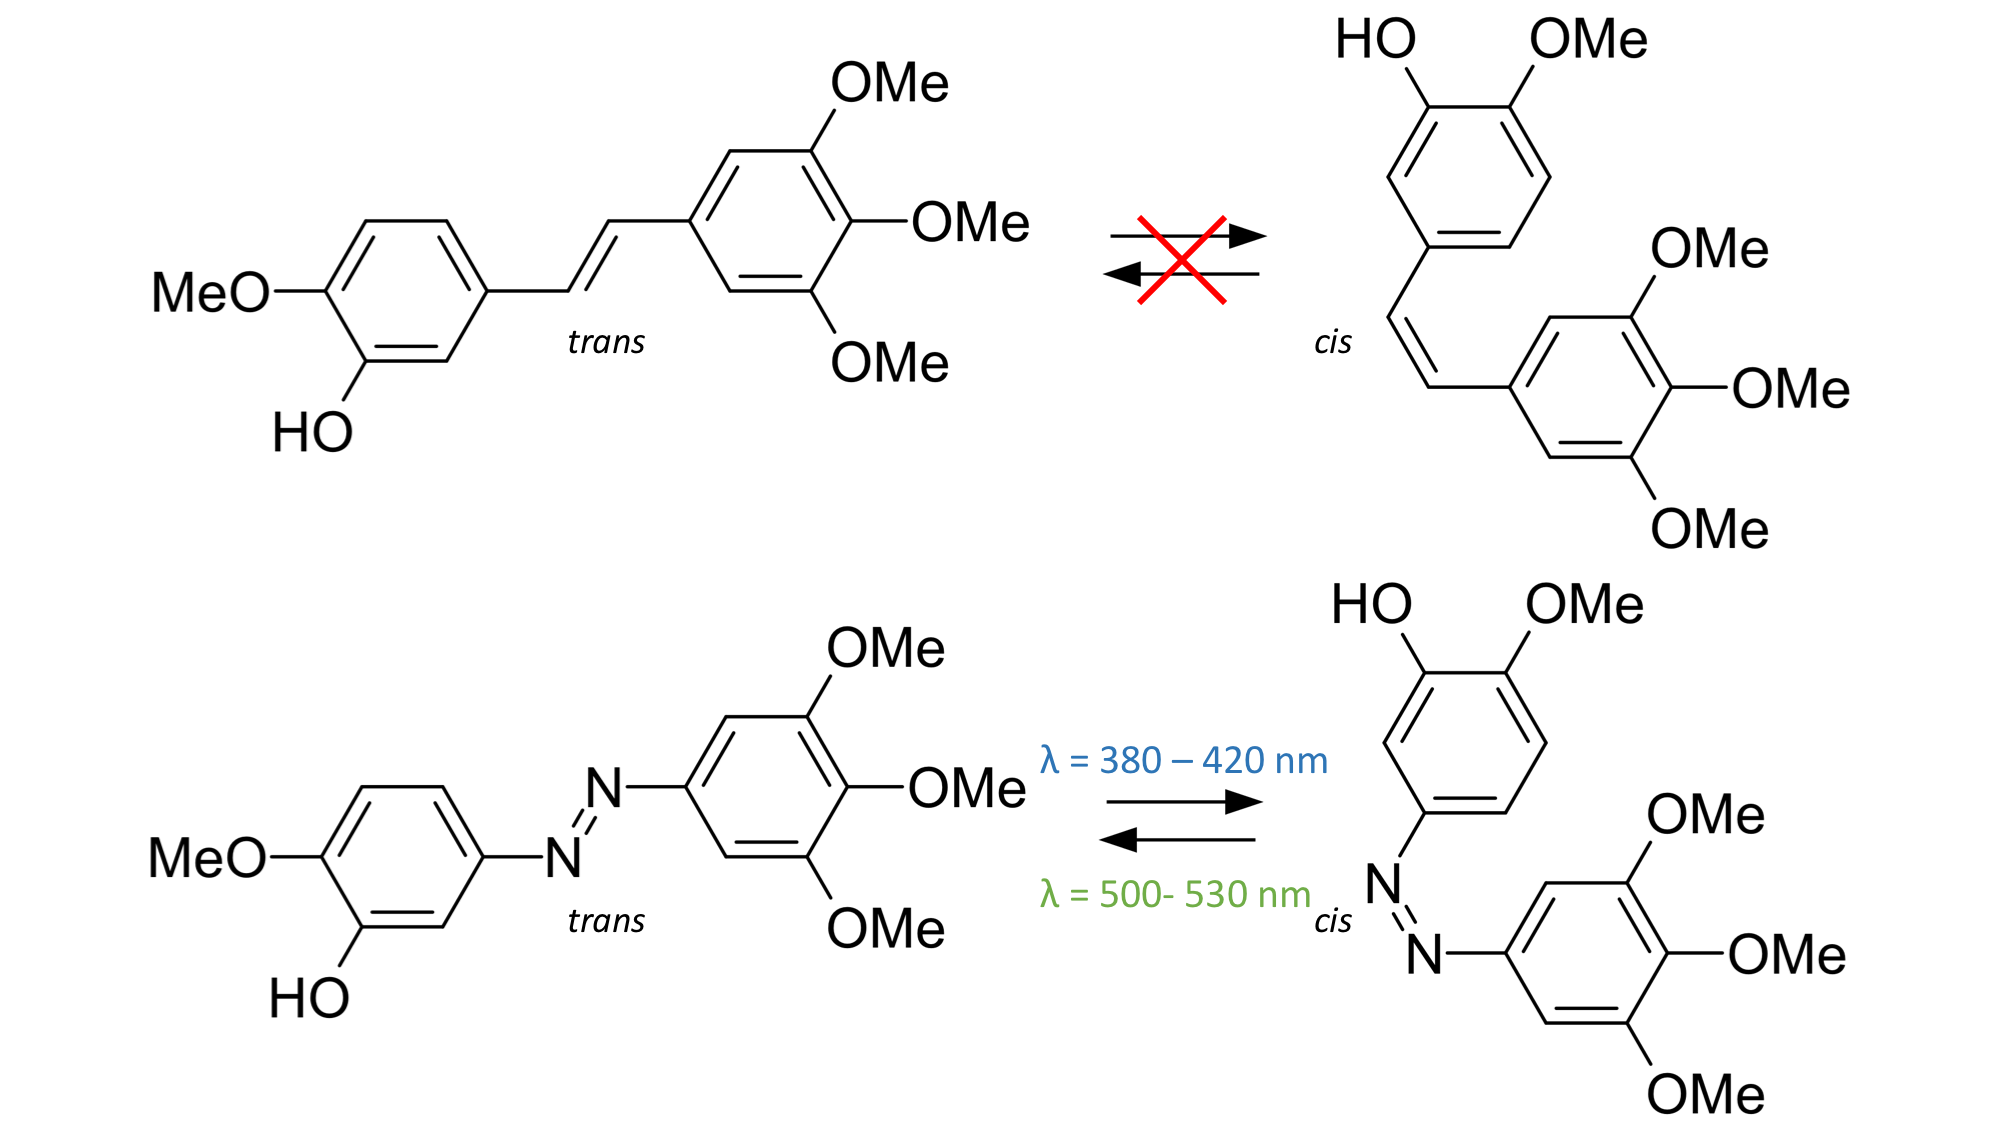 HO OMe
OMe
OMe
OMe
MeO
trans
cis
OMe
OMe
HO
OMe
OMe
HO OMe
OMe
N
OMe
λ = 380 – 420 nm
OMe
MeO
N
N
λ = 500- 530 nm
trans
cis
OMe
N
OMe
HO
OMe